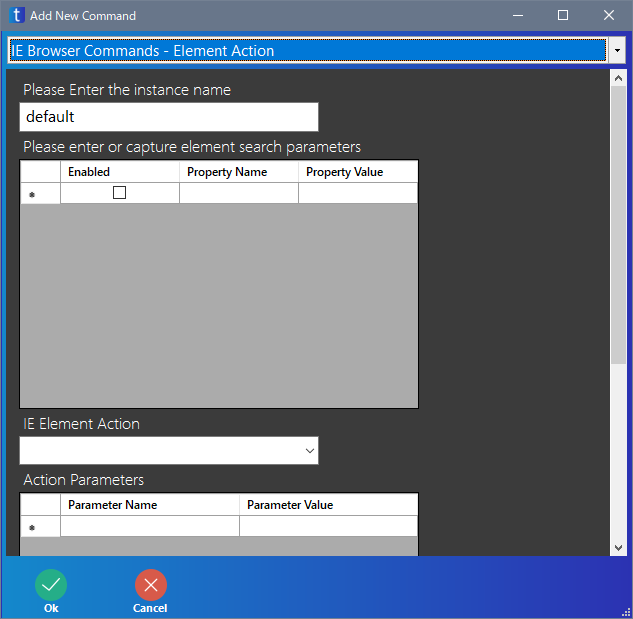 t Add New Command
IE Browser Commands - Element Action
Please Enter the instance name
default
Please enter or capture element search parameters
Enabled Property Name Property Value
IE Element Action
Action Parameters
Parameter Name Parameter Value
Ok Cancel